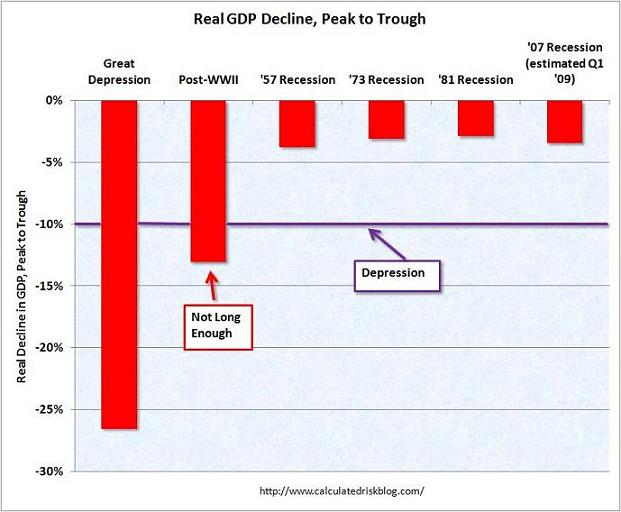 Real GDP Decline, Peak to Trough
Great
Depression
Post-WWII
'57 Recession
'73 Recession
'81 Recession
'07 Recession
(estimated Q1
'09)
0%
-5%
-10%
-15%
-20%
-25%
-30%
Real Decline in GDP, Peak to Trough
Depression
Not Long
Enough
http://www.calculatedriskblog.com/